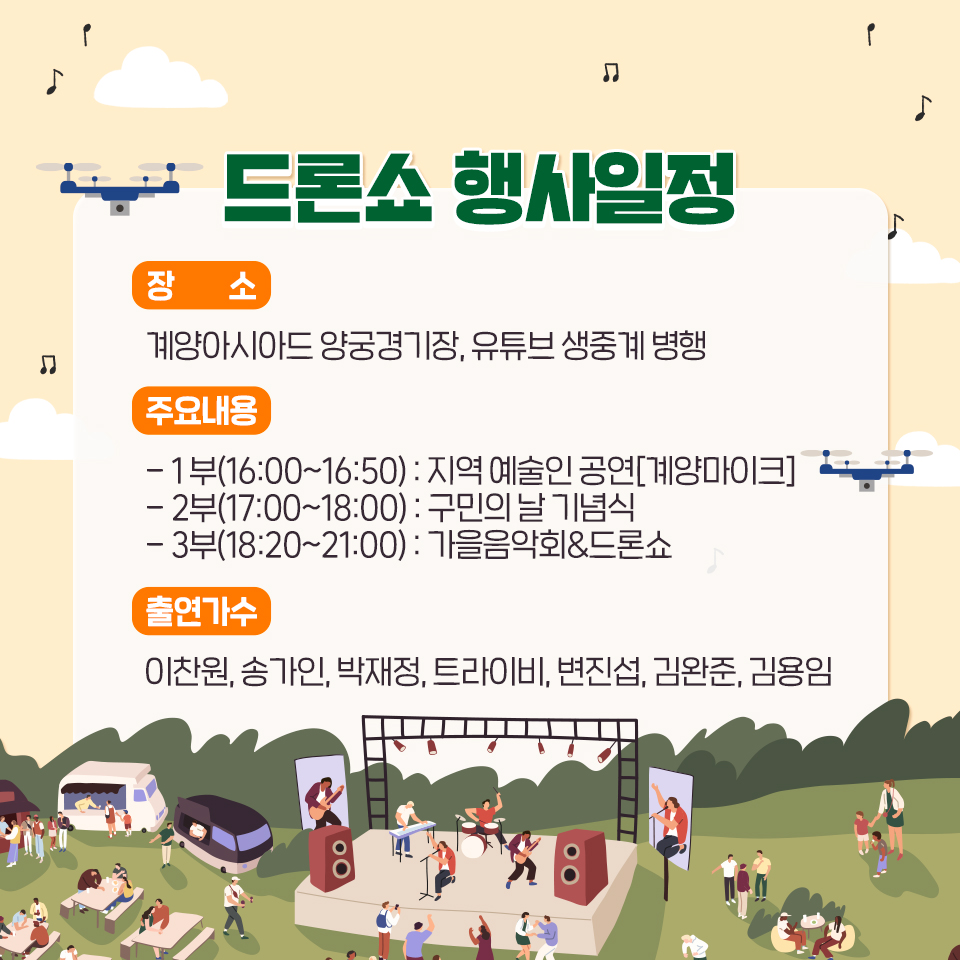 드론쇼 행사일정
장 소
계양아시아드 양궁경기장, 유튜브 생중계 병행
주요내용
- 1부(16:00~16:50) : 지역 예술인 공연[계양마이크]
- 2부(17:00~18:00) : 구민의 날 기념식
- 3부(18:20~21:00) : 가을음악회&드론쇼
출연가수
이찬원, 송가인, 박재정, 트라이비, 변진섭, 김완준, 김용임